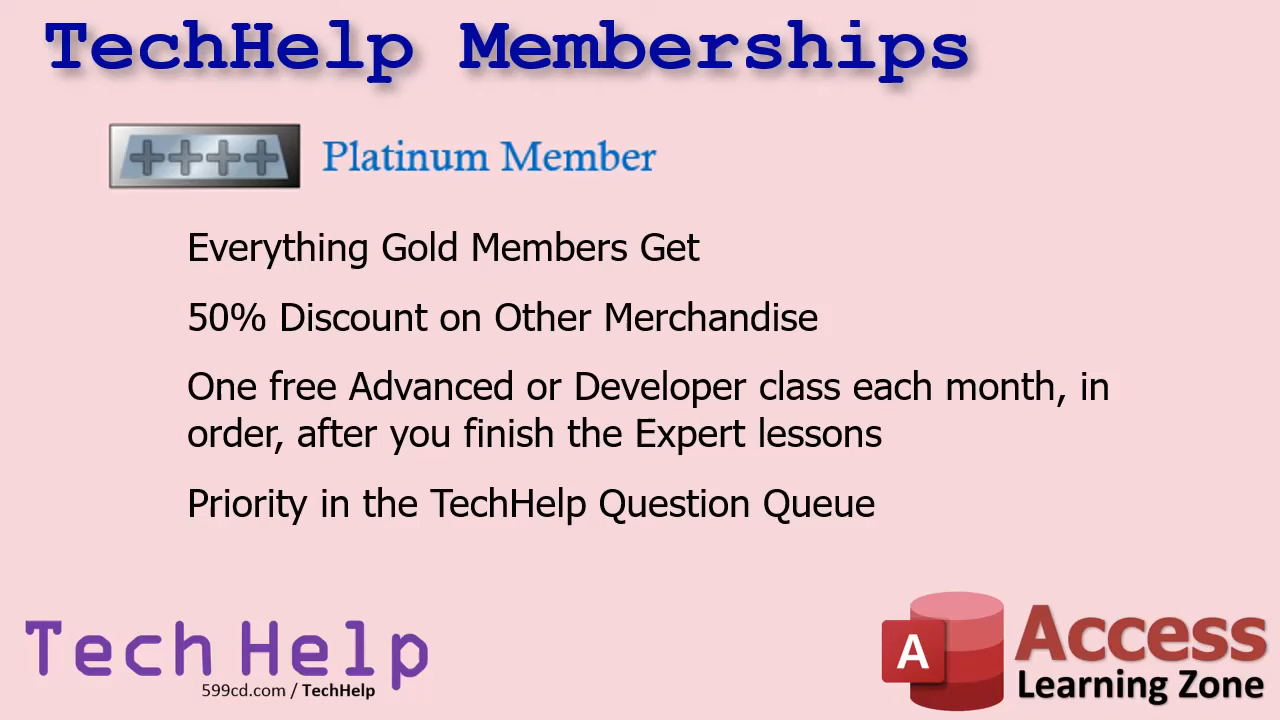 TechHelp Memberships
++++ Platinum Member
Everything Gold Members Get
50% Discount on Other Merchandise
One free Advanced or Developer class each month, in
order, after you finish the Expert lessons
Priority in the TechHelp Question Queue
TechHelp
599cd.com / TechHelp
A Access
Learning Zone